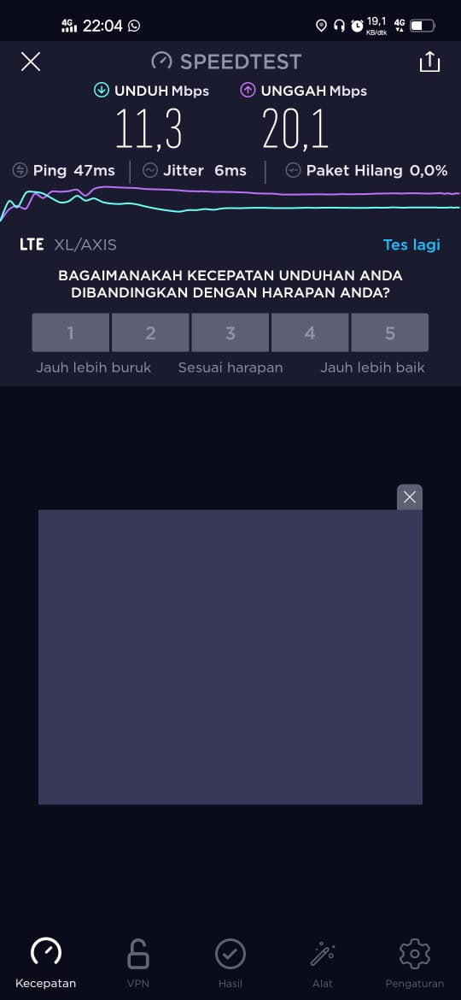 4G 22:04 19,1 KB/dtk 4G
SPEEDTEST
UNDUH Mbps UNGGAH Mbps
11,3 20,1
Ping 47ms Jitter 6ms Paket Hilang 0,0%
LTE XL/AXIS Tes lagi
BAGAIMANAKAH KECEPATAN UNDUHAN ANDA
DIBANDINGKAN DENGAN HARAPAN ANDA?
1 2 3 4 5
Jauh lebih buruk Sesuai harapan Jauh lebih baik
Kecepatan VPN Hasil Alat Pengaturan